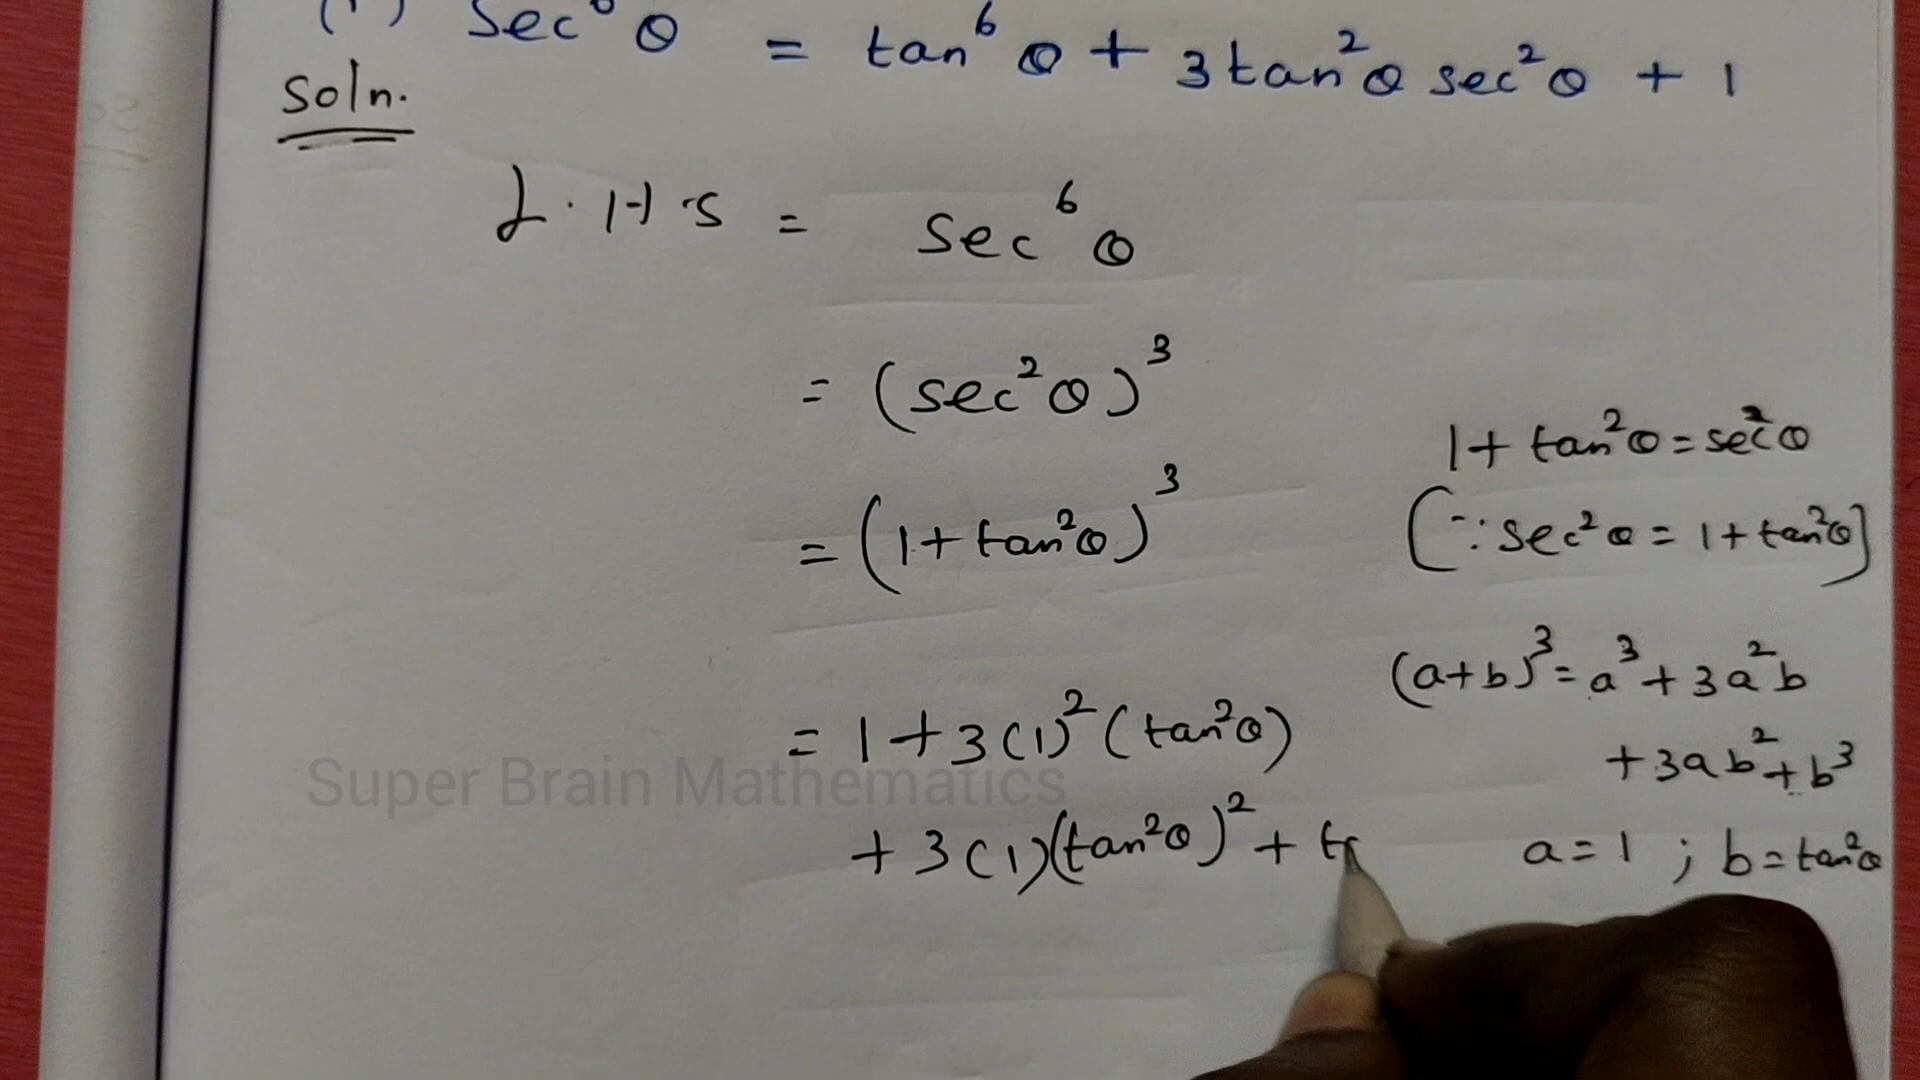 (i) sec⁶θ = tan⁶θ + 3tan²θ sec²θ + 1
Soln.
L.H.S = sec⁶θ
= (sec²θ)³
1 + tan²θ = sec²θ
= (1 + tan²θ)³
[∵ sec²θ = 1 + tan²θ]
(a+b)³ = a³ + 3a²b
= 1 + 3(1)²(tan²θ)
+ 3ab² + b³
Super Brain Mathematics
+ 3(1)(tan²θ)² +
a = 1 ; b = tan²θ